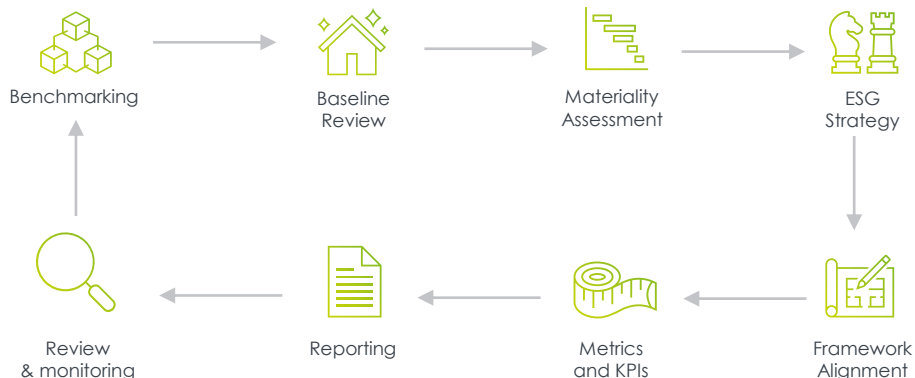 Benchmarking
Baseline
Review
Materiality
Assessment
ESG
Strategy
Review
& monitoring
Reporting
Metrics
and KPIs
Framework
Alignment